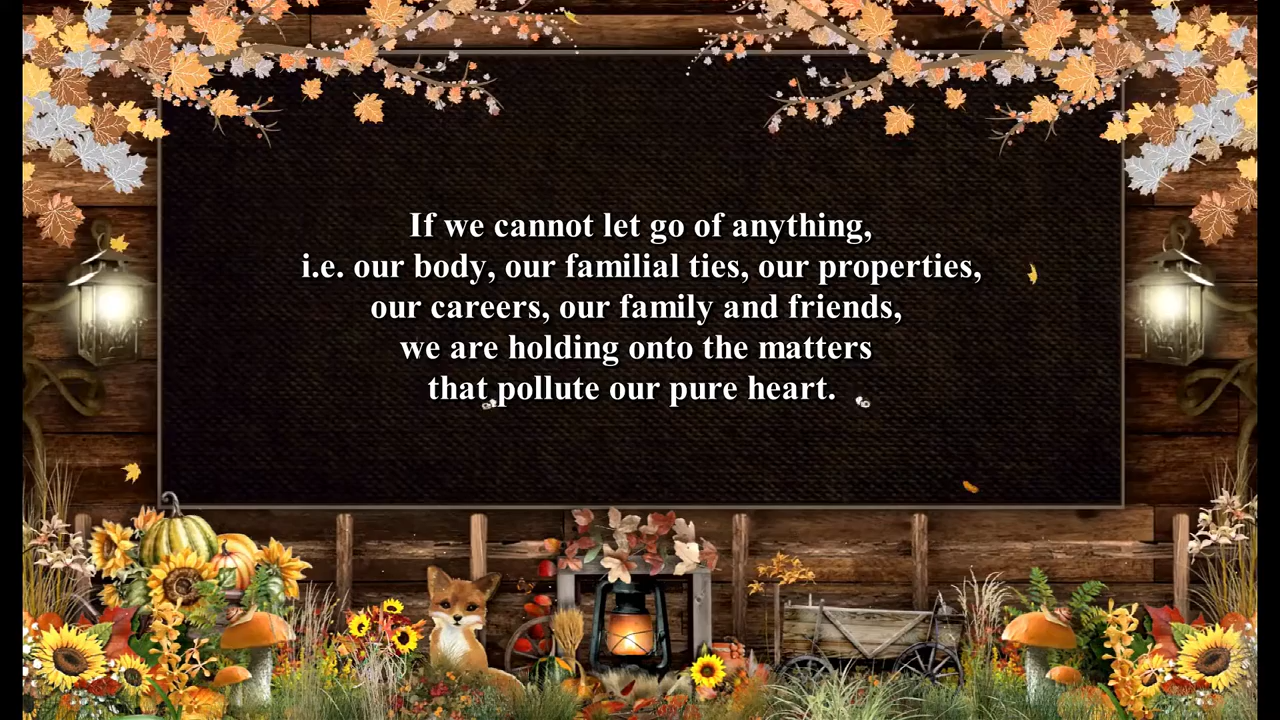 If we cannot let go of anything,
i.e. our body, our familial ties, our properties,
our careers, our family and friends,
we are holding onto the matters
that pollute our pure heart.